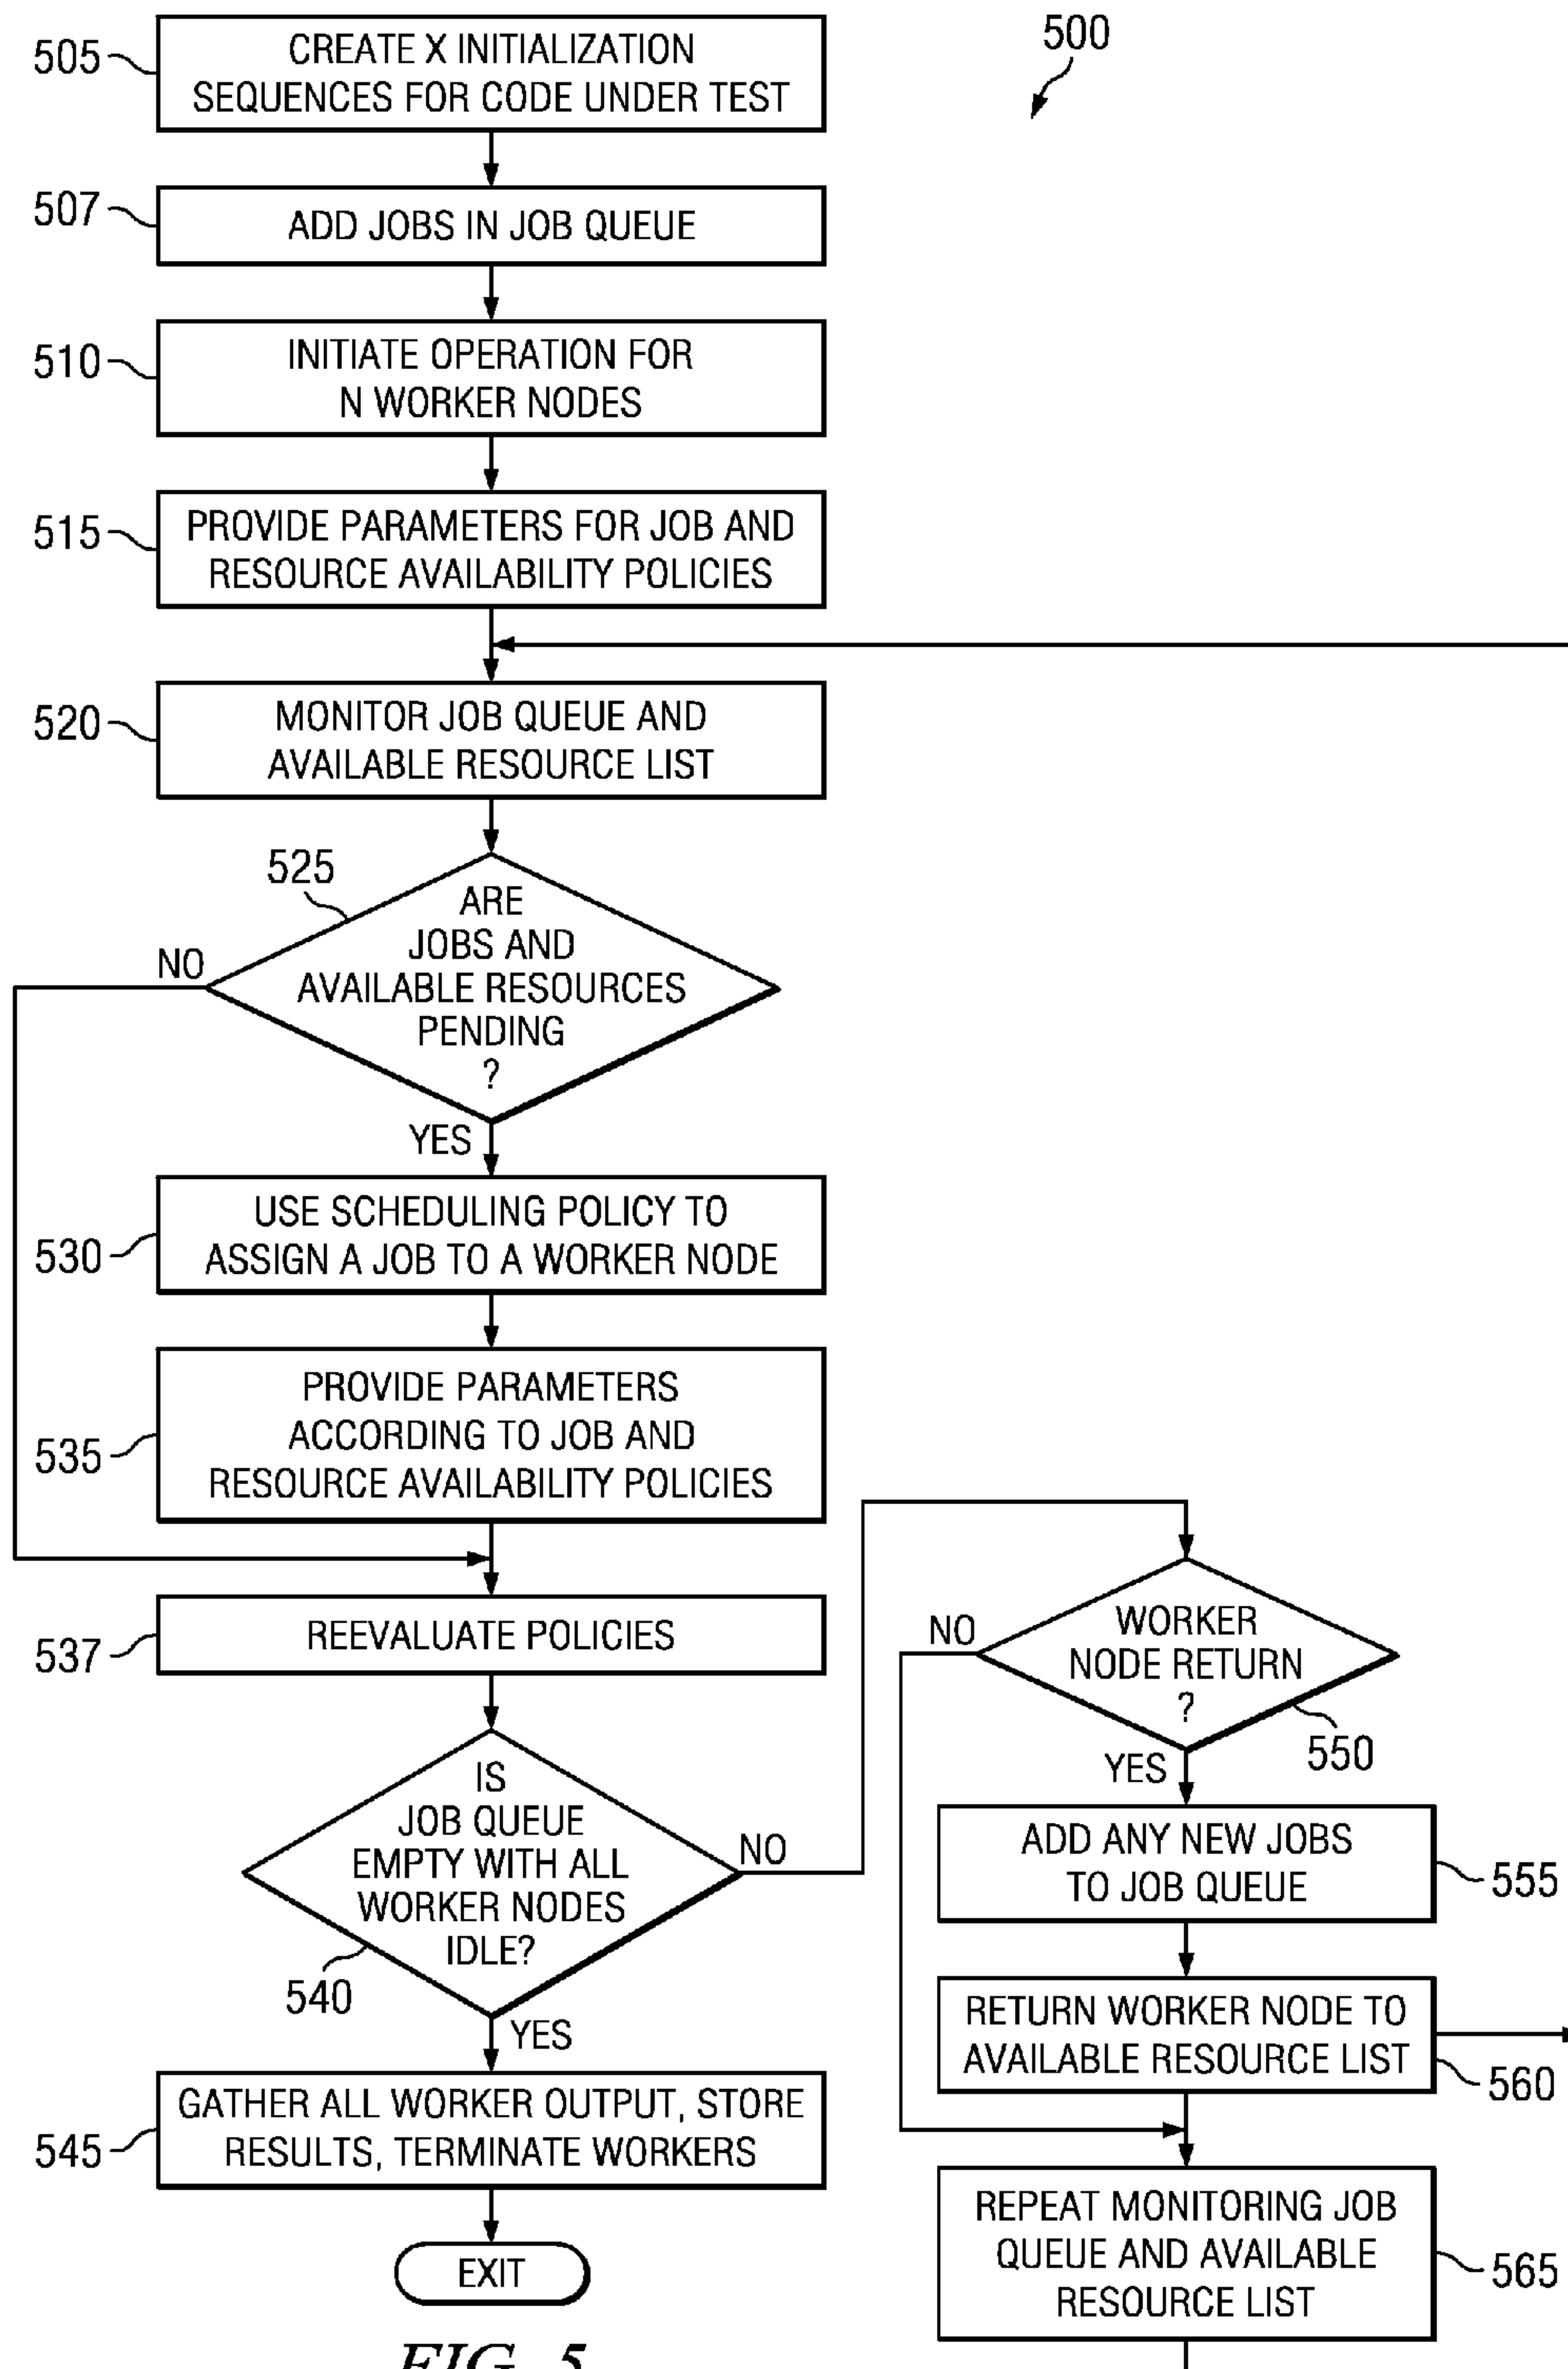 500
505
CREATE X INITIALIZATION
SEQUENCES FOR CODE UNDER TEST
507
ADD JOBS IN JOB QUEUE
510
INITIATE OPERATION FOR
N WORKER NODES
515
PROVIDE PARAMETERS FOR JOB AND
RESOURCE AVAILABILITY POLICIES
520
MONITOR JOB QUEUE AND
AVAILABLE RESOURCE LIST
525
ARE
JOBS AND
AVAILABLE RESOURCES
PENDING
?
NO
YES
530
USE SCHEDULING POLICY TO
ASSIGN A JOB TO A WORKER NODE
535
PROVIDE PARAMETERS
ACCORDING TO JOB AND
RESOURCE AVAILABILITY POLICIES
537
REEVALUATE POLICIES
IS
JOB QUEUE
EMPTY WITH ALL
WORKER NODES
IDLE?
540
NO
YES
545
GATHER ALL WORKER OUTPUT, STORE
RESULTS, TERMINATE WORKERS
EXIT
WORKER
NODE RETURN
?
550
NO
YES
ADD ANY NEW JOBS
TO JOB QUEUE
555
RETURN WORKER NODE TO
AVAILABLE RESOURCE LIST
560
REPEAT MONITORING JOB
QUEUE AND AVAILABLE
RESOURCE LIST
565
FIG. 5